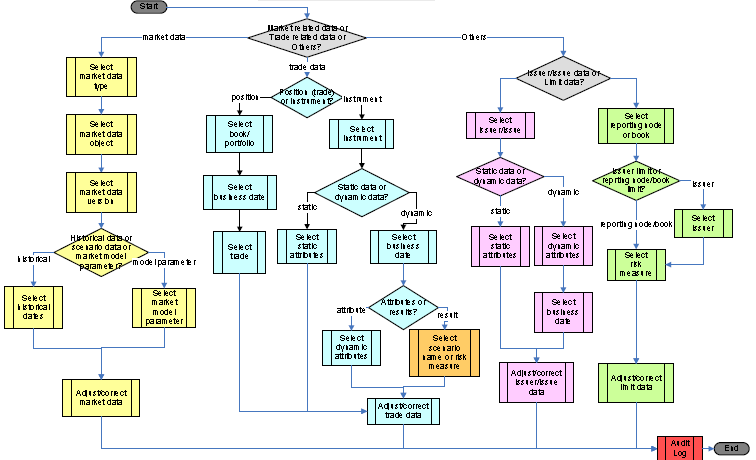 Start
Market related data or
Trade related data or
Others?
market data
Others
trade data
Select
market data
type
Position (trade)
or Instrument?
position
Instrument
Issuer/Issue data or
Limit data?
Select
book/
portfolio
Select
Instrument
Select
Issuer/Issue
Select
reporting node
or book
Select
market data
object
Static data or
dynamic data?
Issuer limit or
reprting node/book
limit?
Issuer
Select
market data
version
Select
business date
Static data or
dynamic data?
static
dynamic
static
dynamic
reporting node/book
Select
Issuer
Historical data or
scenario data or
market model
parameter?
historical
model parameter
Select
trade
Select
static
attributes
Select
business
date
Select
static
attributes
Select
dynamic
attributes
Select
risk
measure
Select
historical
dates
Select
market
model
parameter
Attributes or
results?
attribute
result
Select
business
date
Select
dynamic
attributes
Select
scenario
name or risk
measure
Adjust/correct
market data
Adjust/correct
trade data
Adjust/correct
Issuer/Issue
data
Adjust/correct
limit data
Audit
Log
End